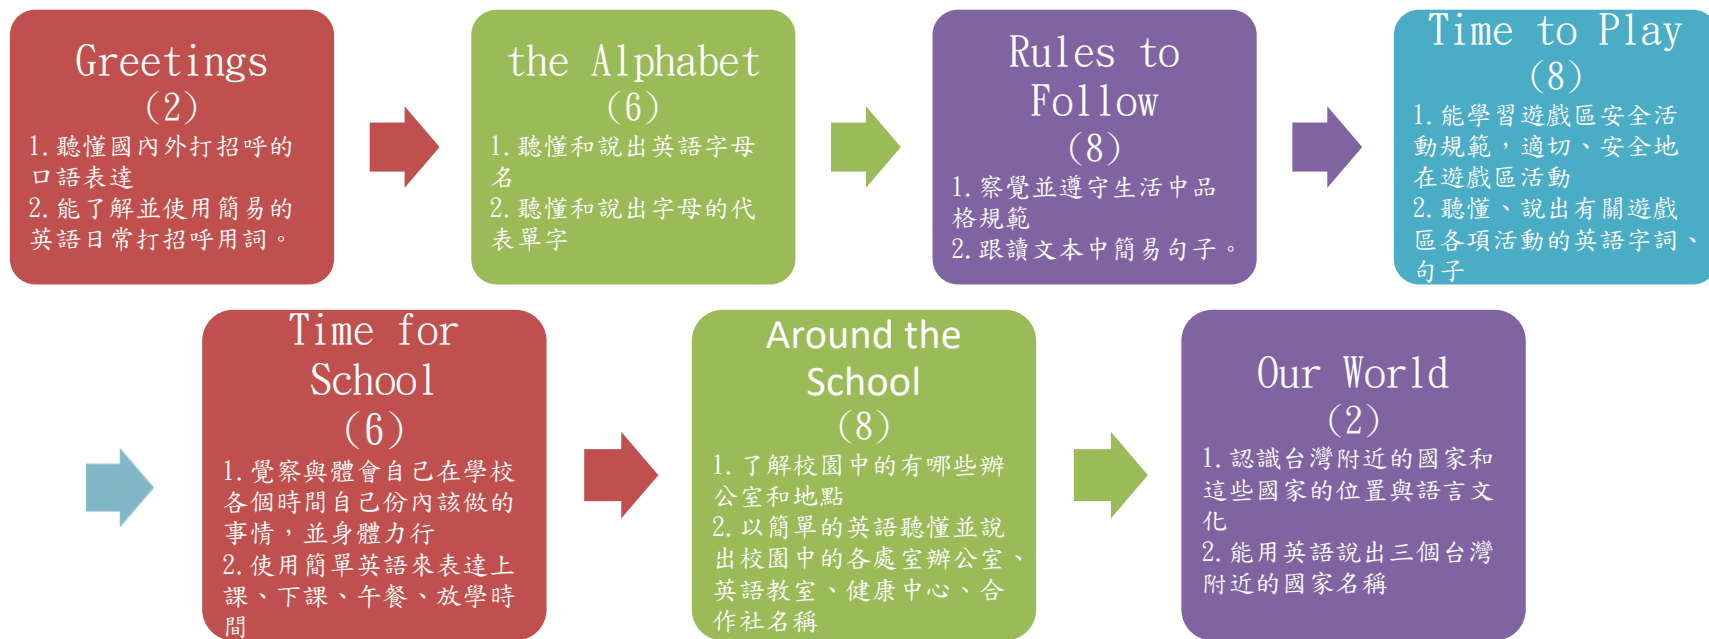 Greetings
(2)
1.聽懂國內外打招呼的
口語表達
2.能了解並使用簡易的
英語日常打招呼用詞。
the Alphabet
(6)
1.聽懂和說出英語字母
名
2.聽懂和說出字母的代
表單字
Rules to
Follow
(8)
1.察覺並遵守生活中品
格規範
2.跟讀文本中簡易句子。
Time to Play
(8)
1.能學習遊戲區安全活
動規範，適切、安全地
在遊戲區活動
2.聽懂、說出有關遊戲
區各項活動的英語字詞、
句子
Time for
School
(6)
1.覺察與體會自己在學校
各個時間自己份內該做的
事情，並身體力行
2.使用簡單英語來表達上
課、下課、午餐、放學時
間
Around the
School
(8)
1.了解校園中的有哪些辦
公室和地點
2.以簡單的英語聽懂並說
出校園中的各處室辦公室、
英語教室、健康中心、合
作社名稱
Our World
(2)
1.認識台灣附近的國家和
這些國家的位置與語言文
化
2.能用英語說出三個台灣
附近的國家名稱